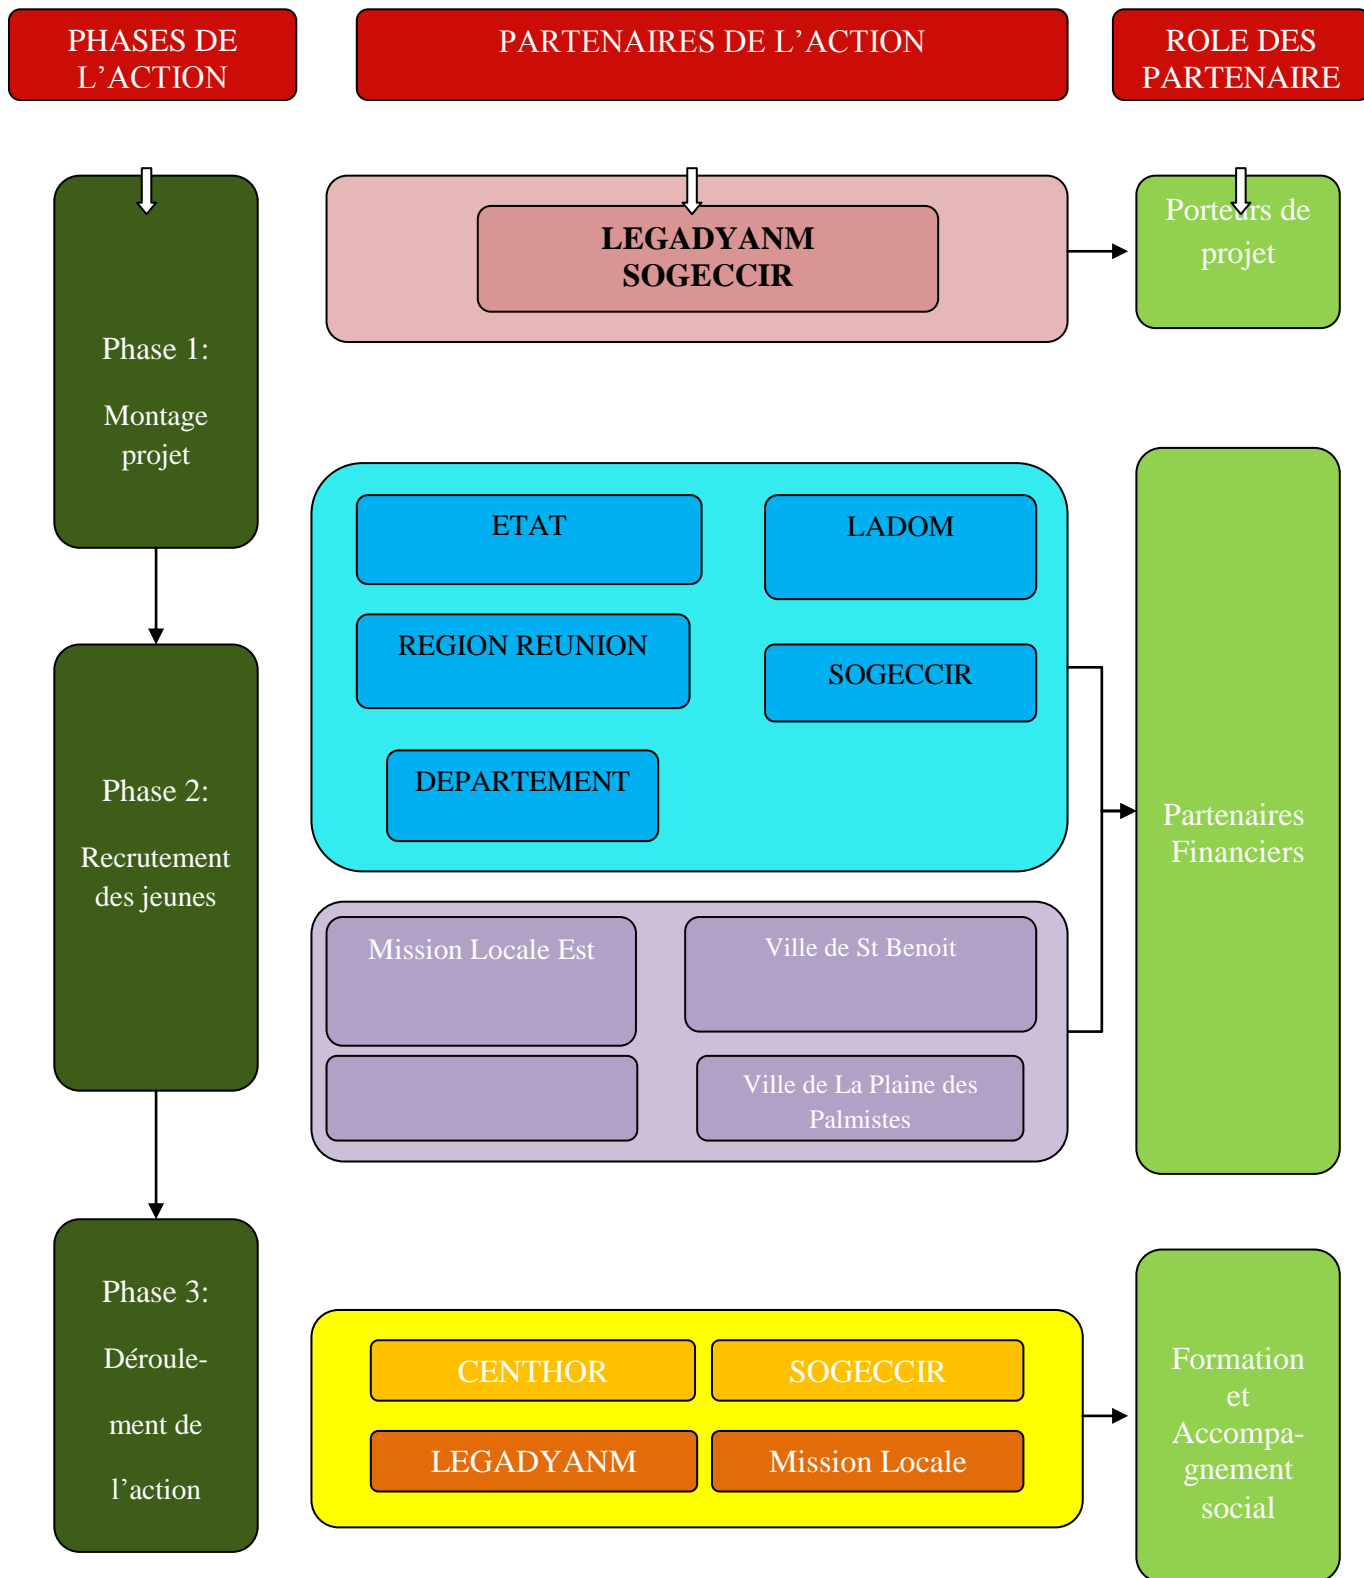 PHASES DE
L’ACTION
PARTENAIRES DE L’ACTION
ROLE DES
PARTENAIRE
Phase 1:
Montage
projet
LEGADYANM
SOGECCIR
Porteurs de
projet
ETAT
LADOM
REGION REUNION
SOGECCIR
DEPARTEMENT
Phase 2:
Recrutement
des jeunes
Partenaires
Financiers
Mission Locale Est
Ville de St Benoit
Ville de La Plaine des
Palmistes
Phase 3:
Déroule-
ment de
l’action
CENTHOR
SOGECCIR
LEGADYANM
Mission Locale
Formation
et
Accompa-
gnement
social